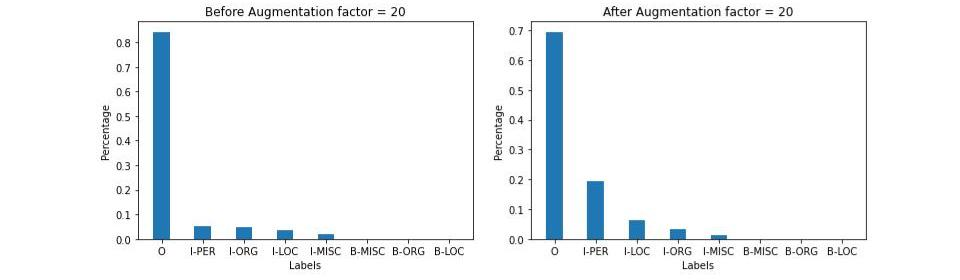 Before Augmentation factor = 20
Percentage
0.8
0.7
0.6
0.5
0.4
0.3
0.2
0.1
0.0
O I-PER I-ORG I-LOC I-MISC B-MISC B-ORG B-LOC
Labels
After Augmentation factor = 20
Percentage
0.7
0.6
0.5
0.4
0.3
0.2
0.1
0.0
O I-PER I-LOC I-ORG I-MISC B-MISC B-ORG B-LOC
Labels